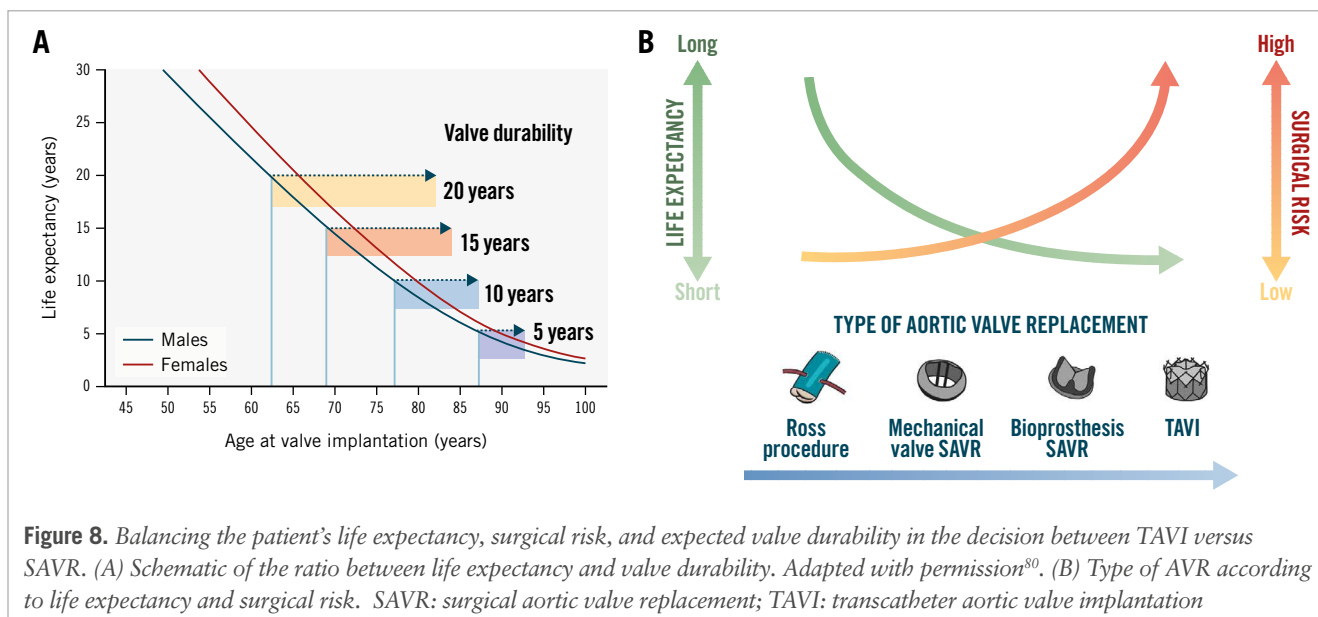 A
30
25
20
15
10
5
0
Life expectancy (years)
Valve durability
20 years
15 years
10 years
5 years
Males
Females
45 50 55 60 65 70 75 80 85 90 95 100
Age at valve implantation (years)
B
Long
LIFE EXPECTANCY
Short
High
SURGICAL RISK
Low
TYPE OF AORTIC VALVE REPLACEMENT
Ross
procedure
Mechanical
valve SAVR
Bioprosthesis
SAVR
TAVI
Figure 8. Balancing the patient’s life expectancy, surgical risk, and expected valve durability in the decision between TAVI versus
SAVR. (A) Schematic of the ratio between life expectancy and valve durability. Adapted with permission⁸⁰. (B) Type of AVR according
to life expectancy and surgical risk. SAVR: surgical aortic valve replacement; TAVI: transcatheter aortic valve implantation